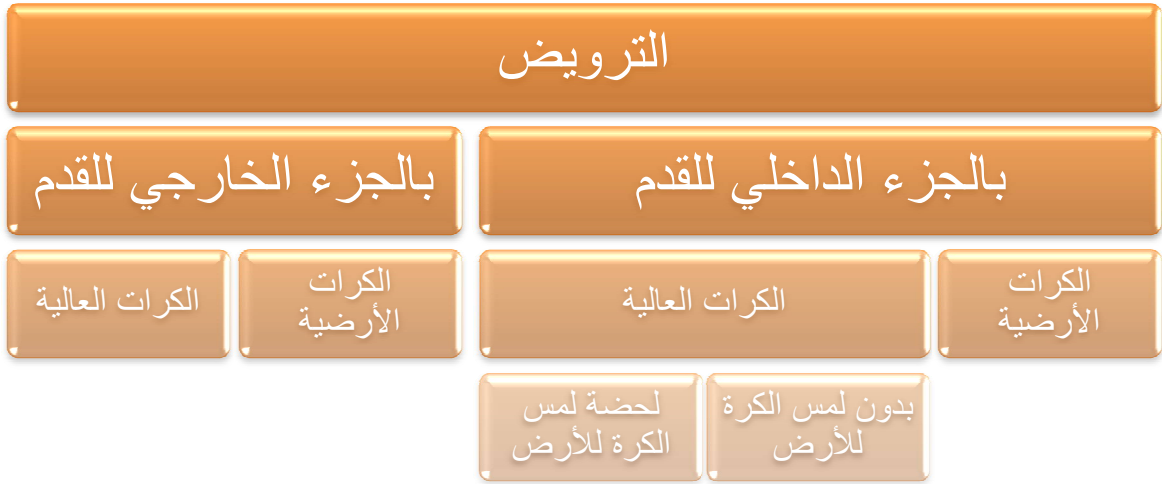 الترويض
بالجزء الداخلي للقدم
بالجزء الخارجي للقدم
الكرات
الأرضية
الكرات العالية
الكرات
الأرضية
الكرات العالية
بدون لمس الكرة
للأرض
لحضة لمس
الكرة للأرض